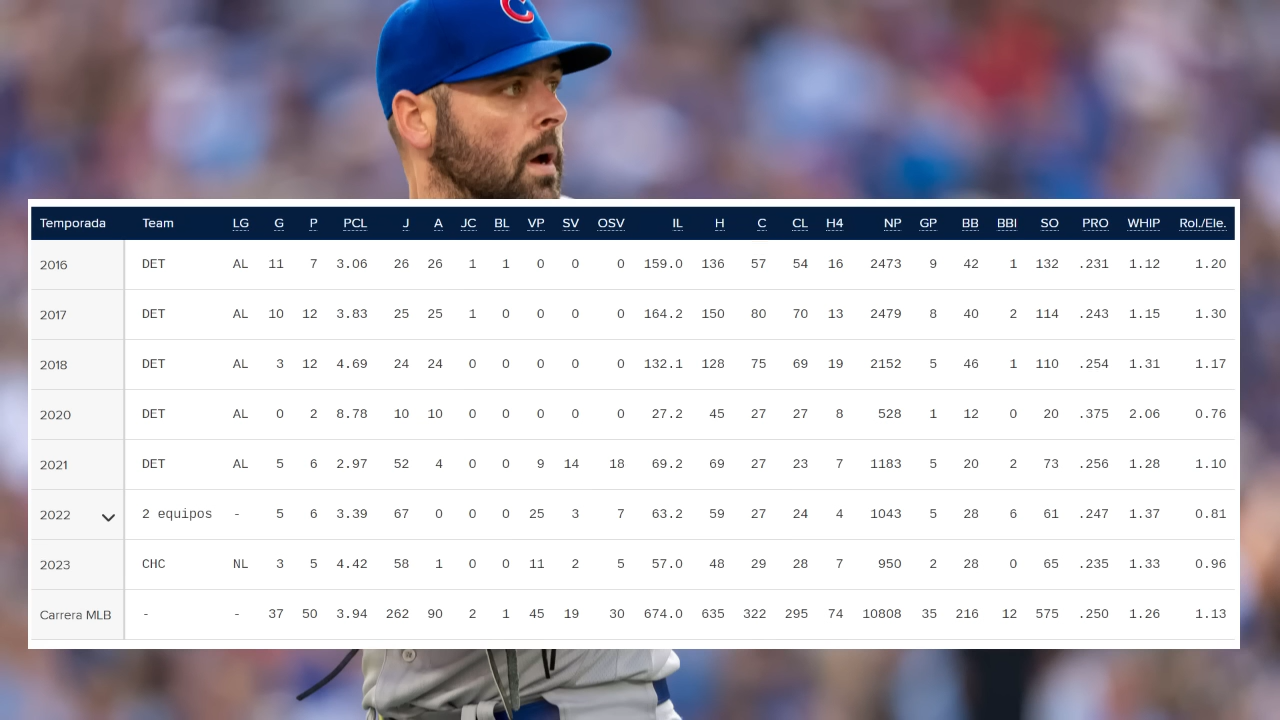 C
Temporada Team LG G P PCL J A JC BL VP SV OSV IL H C CL H4 NP GP BB BBI SO PRO WHIP Rol./Ele.
2016 DET AL 11 7 3.06 26 26 1 1 0 0 0 159.0 136 57 54 16 2473 9 42 1 132 .231 1.12 1.20
2017 DET AL 10 12 3.83 25 25 1 0 0 0 0 164.2 150 80 70 13 2479 8 40 2 114 .243 1.15 1.30
2018 DET AL 3 12 4.69 24 24 0 0 0 0 0 132.1 128 75 69 19 2152 5 46 1 110 .254 1.31 1.17
2020 DET AL 0 2 8.78 10 10 0 0 0 0 0 27.2 45 27 27 8 528 1 12 0 20 .375 2.06 0.76
2021 DET AL 5 6 2.97 52 4 0 0 9 14 18 69.2 69 27 23 7 1183 5 20 2 73 .256 1.28 1.10
2022 2 equipos - 5 6 3.39 67 0 0 0 25 3 7 63.2 59 27 24 4 1043 5 28 6 61 .247 1.37 0.81
2023 CHC NL 3 5 4.42 58 1 0 0 11 2 5 57.0 48 29 28 7 950 2 28 0 65 .235 1.33 0.96
Carrera MLB - - 37 50 3.94 262 90 2 1 45 19 30 674.0 635 322 295 74 10808 35 216 12 575 .250 1.26 1.13